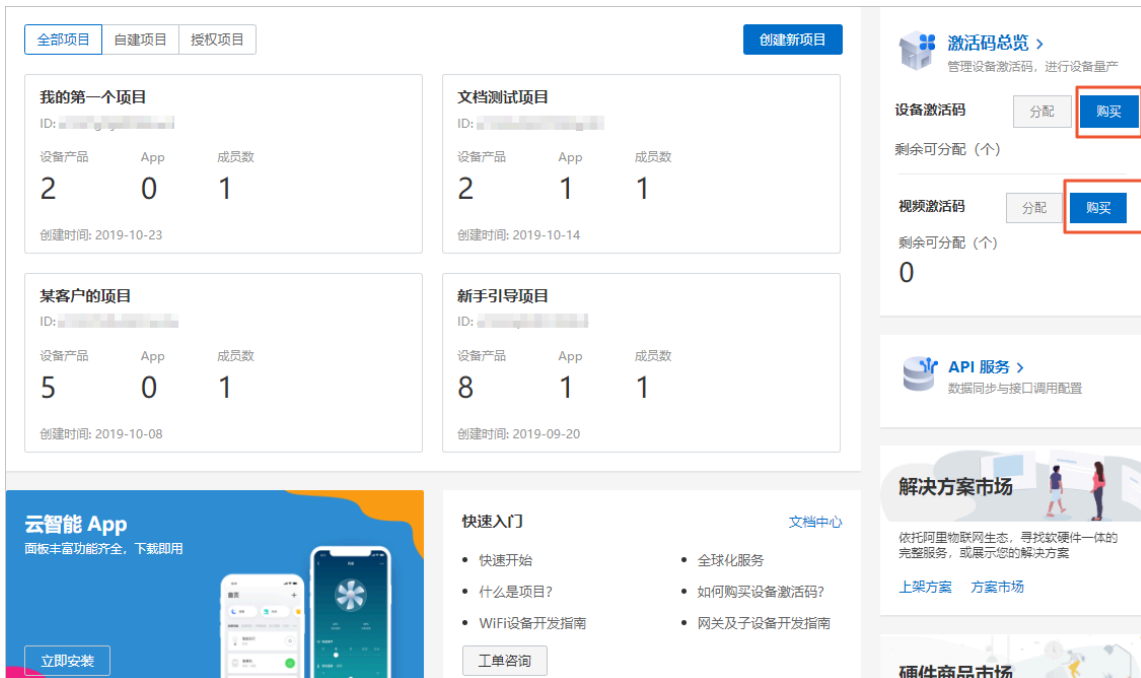 全部项目 自建项目 授权项目 创建新项目
我的第一个项目
ID:
设备产品 App 成员数
2 0 1
创建时间: 2019-10-23
文档测试项目
ID:
设备产品 App 成员数
2 1 1
创建时间: 2019-10-14
某客户的项目
ID:
设备产品 App 成员数
5 0 1
创建时间: 2019-10-08
新手引导项目
ID:
设备产品 App 成员数
8 1 1
创建时间: 2019-09-20
云智能 App
面板丰富功能齐全，下载即用
立即安装
首页
快速入门 文档中心
快速开始
什么是项目?
WiFi设备开发指南
全球化服务
如何购买设备激活码?
网关及子设备开发指南
工单咨询
激活码总览 >
管理设备激活码，进行设备量产
设备激活码 分配 购买
剩余可分配（个）
视频激活码 分配 购买
剩余可分配（个）
0
API 服务 >
数据同步与接口调用配置
解决方案市场
依托阿里物联网生态，寻找软硬件一体的
完整服务，或展示您的解决方案
上架方案 方案市场
硬件商品市场